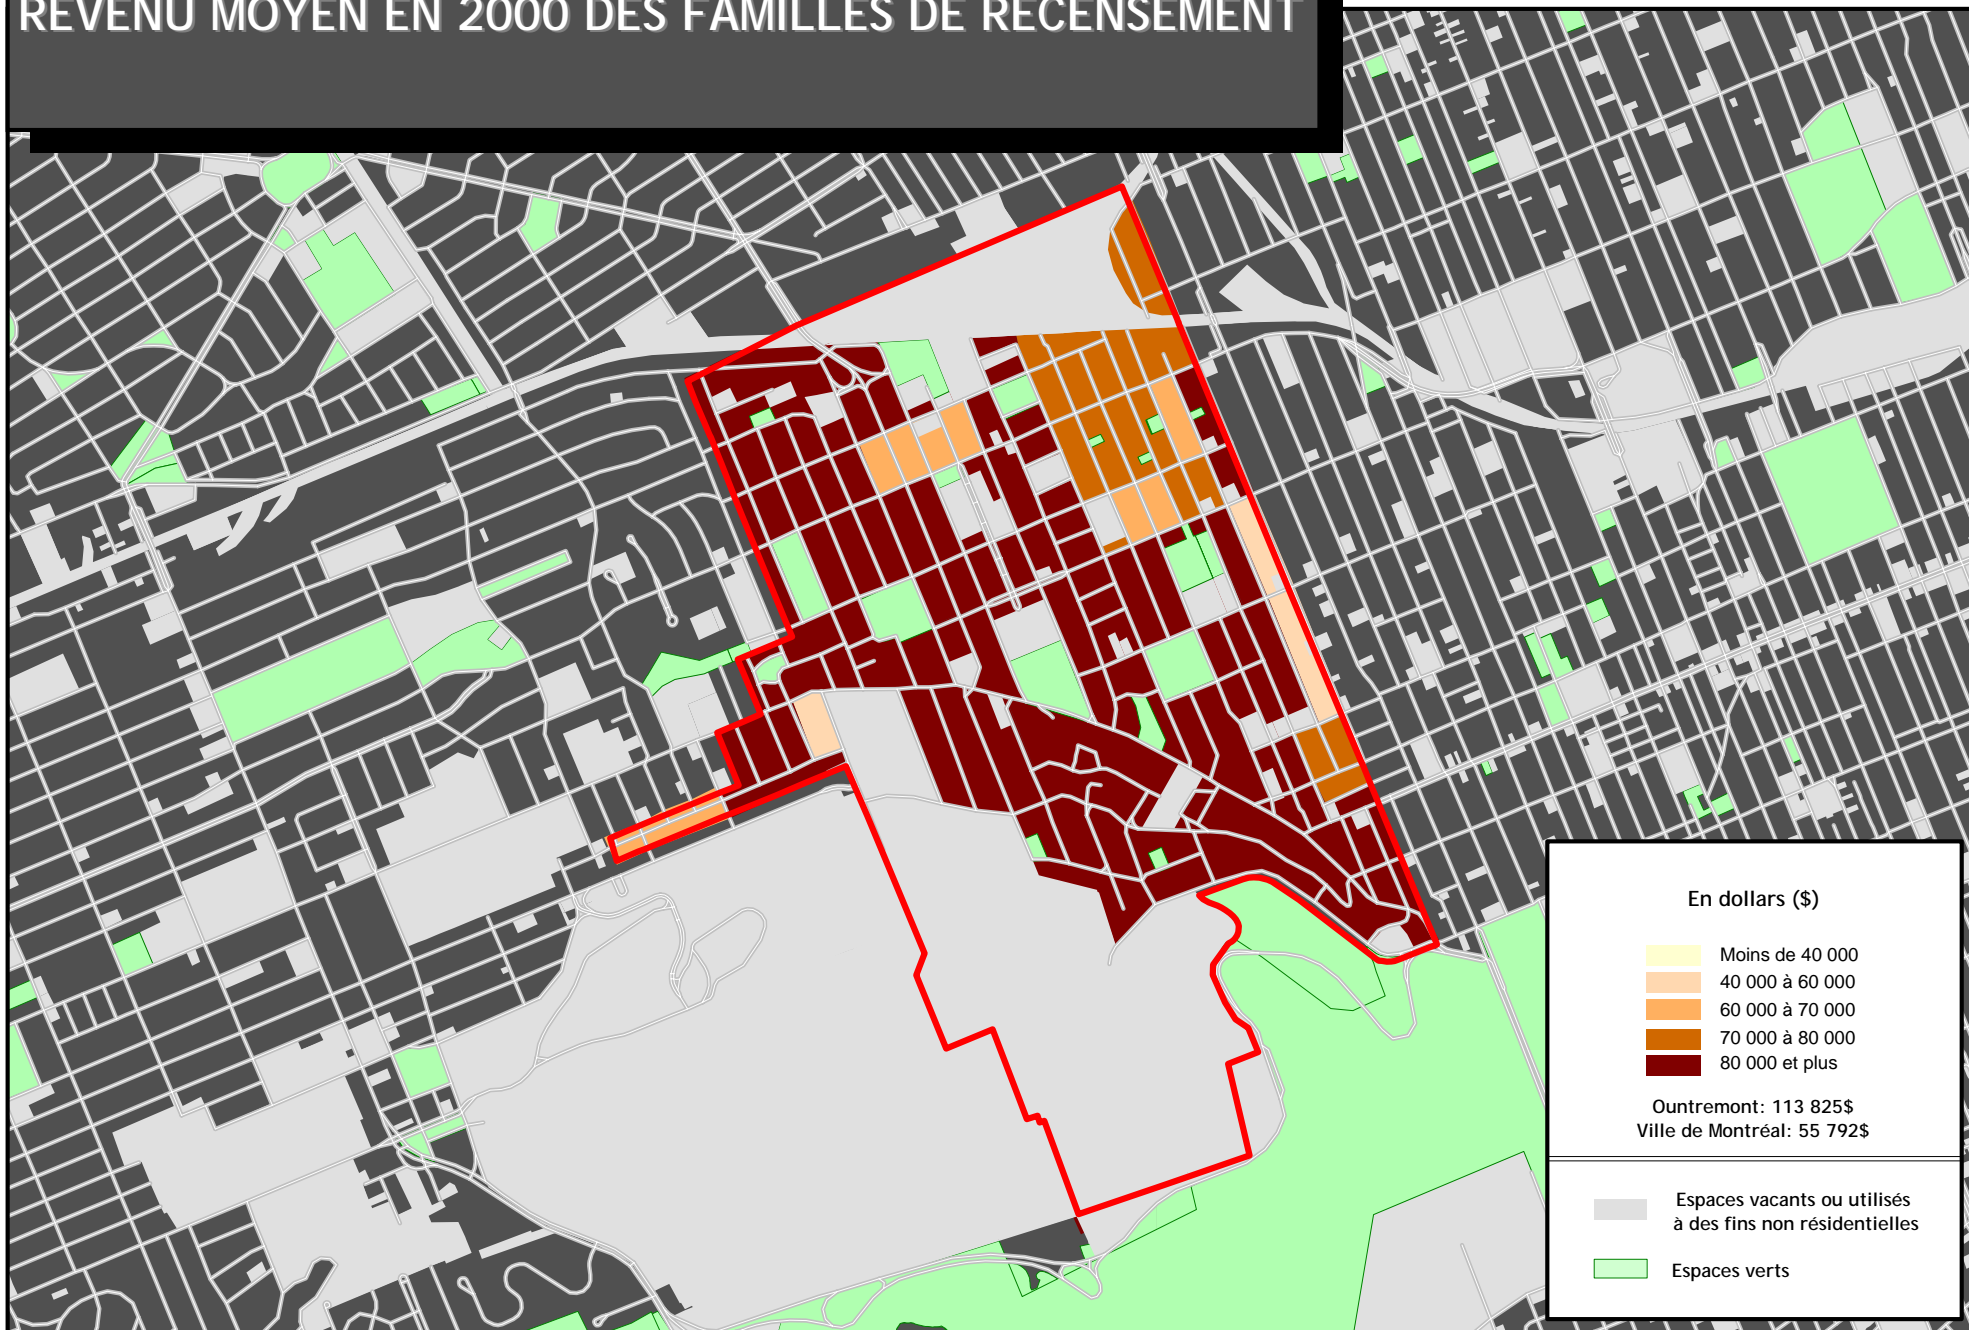 REVENU MOYEN EN 2000 DES FAMILLES DE RECENSEMENT
En dollars ($)
Moins de 40 000
40 000 à 60 000
60 000 à 70 000
70 000 à 80 000
80 000 et plus
Ountremont: 113 825$
Ville de Montréal: 55 792$
Espaces vacants ou utilisés
à des fins non résidentielles
Espaces verts